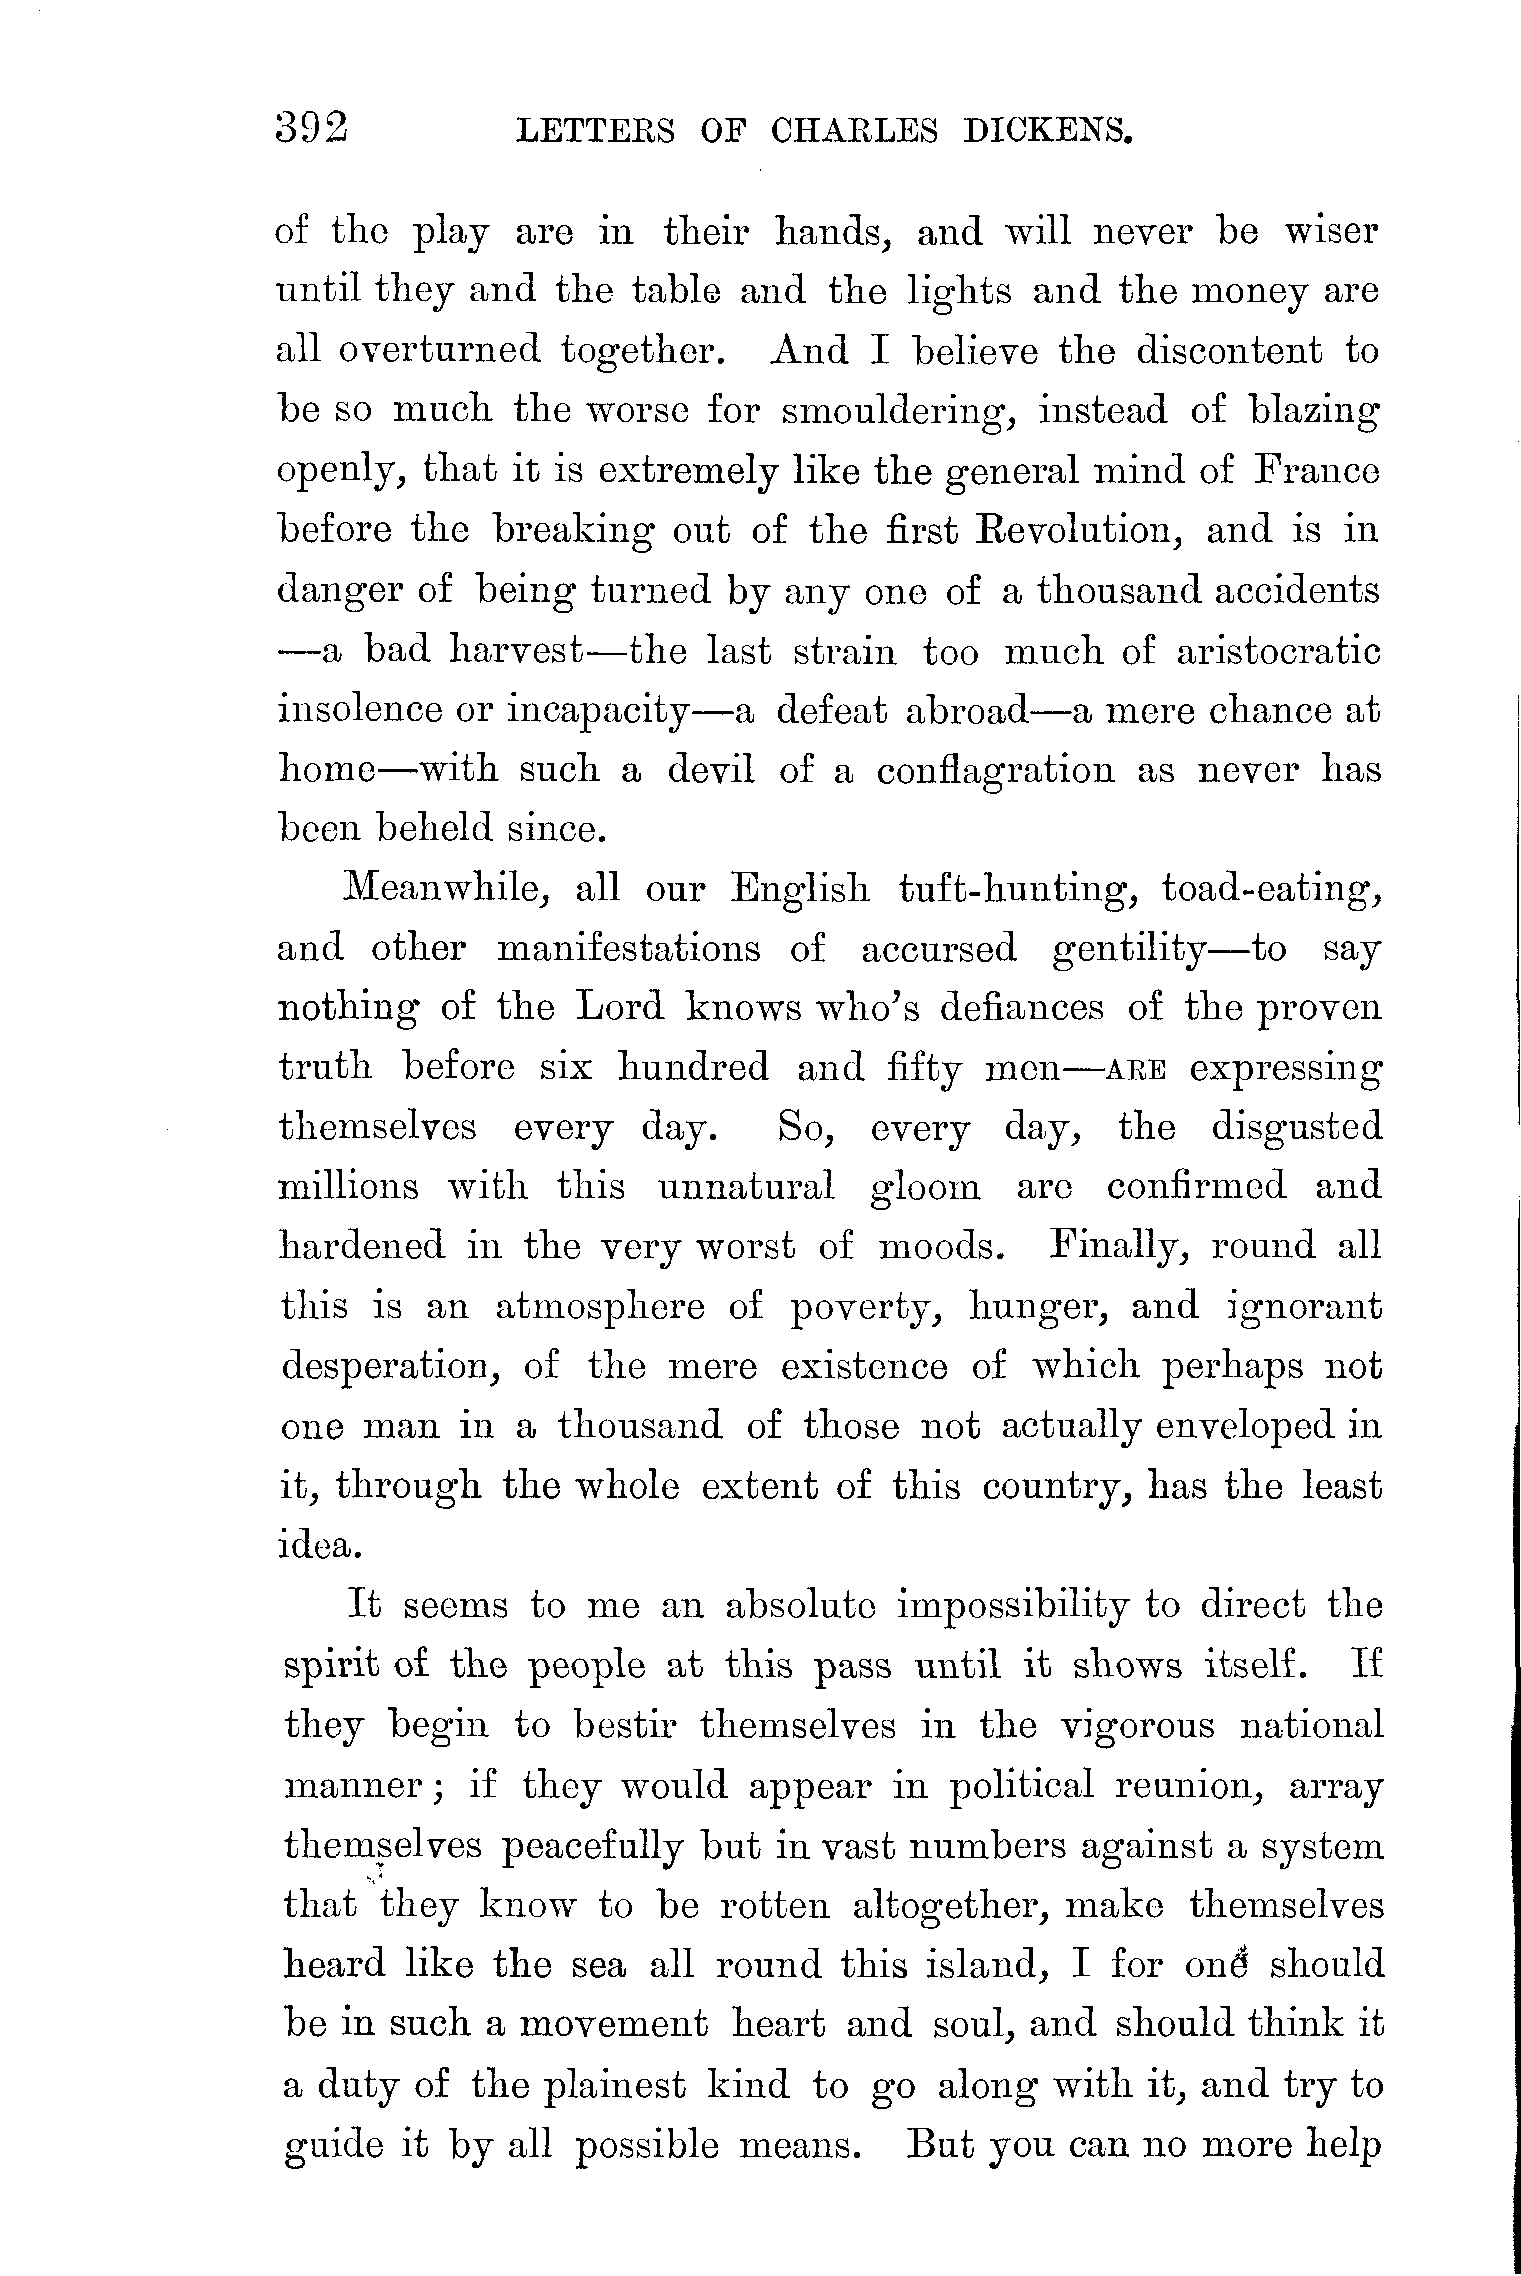 392 LETTERS OF CHARLES DICKENS.
of the play are in their hands, and will never be wiser
until they and the table and the lights and the money are
all overturned together. And I believe the discontent to
be so much the worse for smouldering, instead of blazing
openly, that it is extremely like the general mind of France
before the breaking out of the first Revolution, and is in
danger of being turned by any one of a thousand accidents
—a bad harvest—the last strain too much of aristocratic
insolence or incapacity—a defeat abroad—a mere chance at
home—with such a devil of a conflagration as never has
been beheld since.
Meanwhile, all our English tuft-hunting, toad-eating,
and other manifestations of accursed gentility—to say
nothing of the Lord knows who's defiances of the proven
truth before six hundred and fifty men—ARE expressing
themselves every day. So, every day, the disgusted
millions with this unnatural gloom are confirmed and
hardened in the very worst of moods. Finally, round all
this is an atmosphere of poverty, hunger, and ignorant
desperation, of the mere existence of which perhaps not
one man in a thousand of those not actually enveloped in
it, through the whole extent of this country, has the least
idea.
It seems to me an absolute impossibility to direct the
spirit of the people at this pass until it shows itself. If
they begin to bestir themselves in the vigorous national
manner; if they would appear in political reunion, array
themselves peacefully but in vast numbers against a system
that they know to be rotten altogether, make themselves
heard like the sea all round this island, I for one should
be in such a movement heart and soul, and should think it
a duty of the plainest kind to go along with it, and try to
guide it by all possible means. But you can no more help